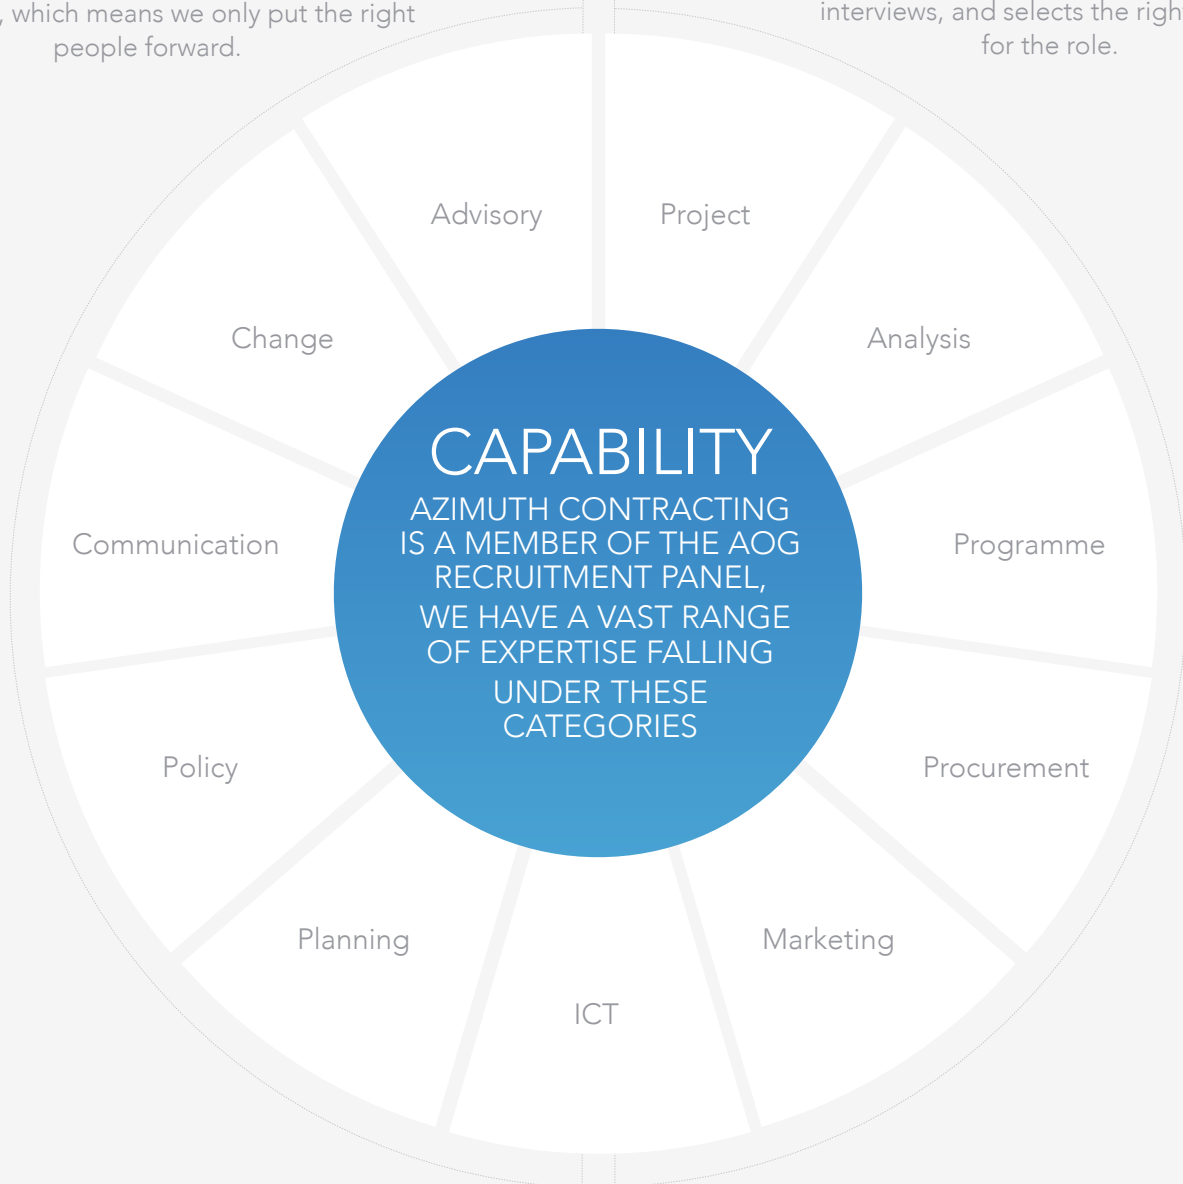 , which means we only put the right
people forward.
interviews, and selects the righ
for the role.
Advisory
Project
Change
Analysis
CAPABILITY
AZIMUTH CONTRACTING
IS A MEMBER OF THE AOG
RECRUITMENT PANEL,
WE HAVE A VAST RANGE
OF EXPERTISE FALLING
UNDER THESE
CATEGORIES
Communication
Programme
Policy
Procurement
Planning
Marketing
ICT